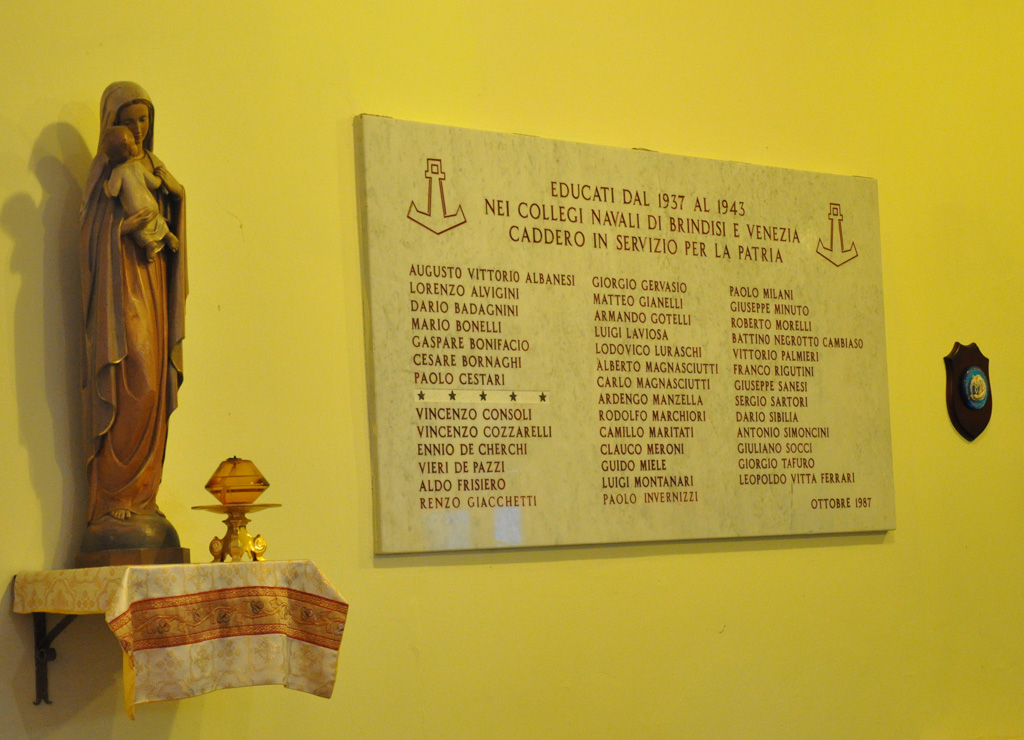 EDUCATI DAL 1937 AL 1943
NEI COLLEGI NAVALI DI BRINDISI E VENEZIA
CADDERO IN SERVIZIO PER LA PATRIA
AUGUSTO VITTORIO ALBANESI
LORENZO ALVIGINI
DARIO BADAGNINI
MARIO BONELLI
GASPARE BONIFACIO
CESARE BORNAGHI
PAOLO CESTARI
VINCENZO CONSOLI
VINCENZO COZZARELLI
ENNIO DE CHERCHI
VIERI DE PAZZI
ALDO FRISIERO
RENZO GIACCHETTI
GIORGIO GERVASIO
MATTEO GIANELLI
ARMANDO GOTELLI
LUIGI LAVIOSA
LODOVICO LURASCHI
ALBERTO MAGNASCIUTTI
CARLO MAGNASCIUTTI
ARDENGO MANZELLA
RODOLFO MARCHIORI
CAMILLO MARITATI
CLAUCO MERONI
GUIDO MIELE
LUIGI MONTANARI
PAOLO INVERNIZZI
PAOLO MILANI
GIUSEPPE MINUTO
ROBERTO MORELLI
BATTINO NEGROTTO CAMBIASO
VITTORIO PALMIERI
FRANCO RIGUTINI
GIUSEPPE SANESI
SERGIO SARTORI
DARIO SIBILIA
ANTONIO SIMONCINI
GIULIANO SOCCI
GIORGIO TAFURO
LEOPOLDO VITTA FERRARI
OTTOBRE 1987